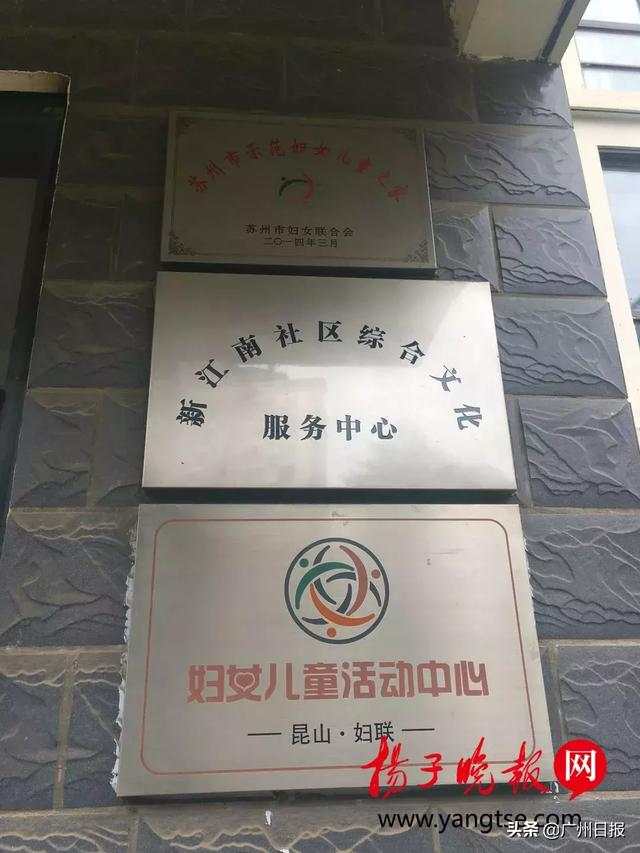 苏州市示范妇女儿童之家
苏州市妇女联合会
二〇一四年三月
新江南社区综合文化
服务中心
妇女儿童活动中心
昆山·妇联
扬子晚报网
www.yangtse.com
头条@广州日报